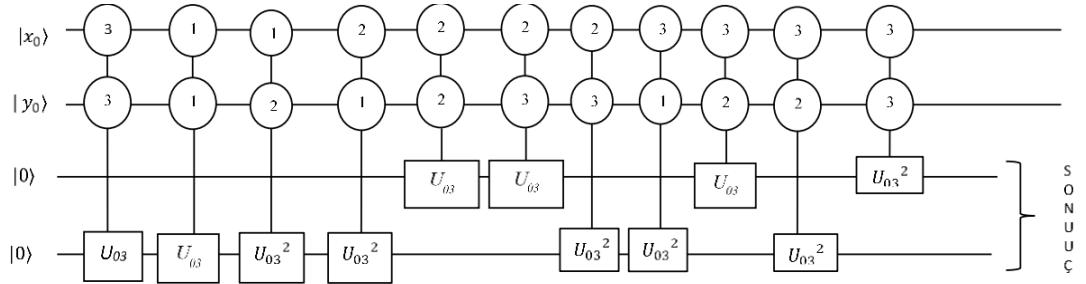 |x₀⟩ 3 1 1 2 2 2 2 3 3 3 3
|y₀⟩ 3 1 2 1 2 3 3 1 2 2 3
|0⟩ U₀₃ U₀₃ U₀₃ U₀₃²
|0⟩ U₀₃ U₀₃ U₀₃² U₀₃² U₀₃² U₀₃² U₀₃²
S
O
N
U
U
Ç